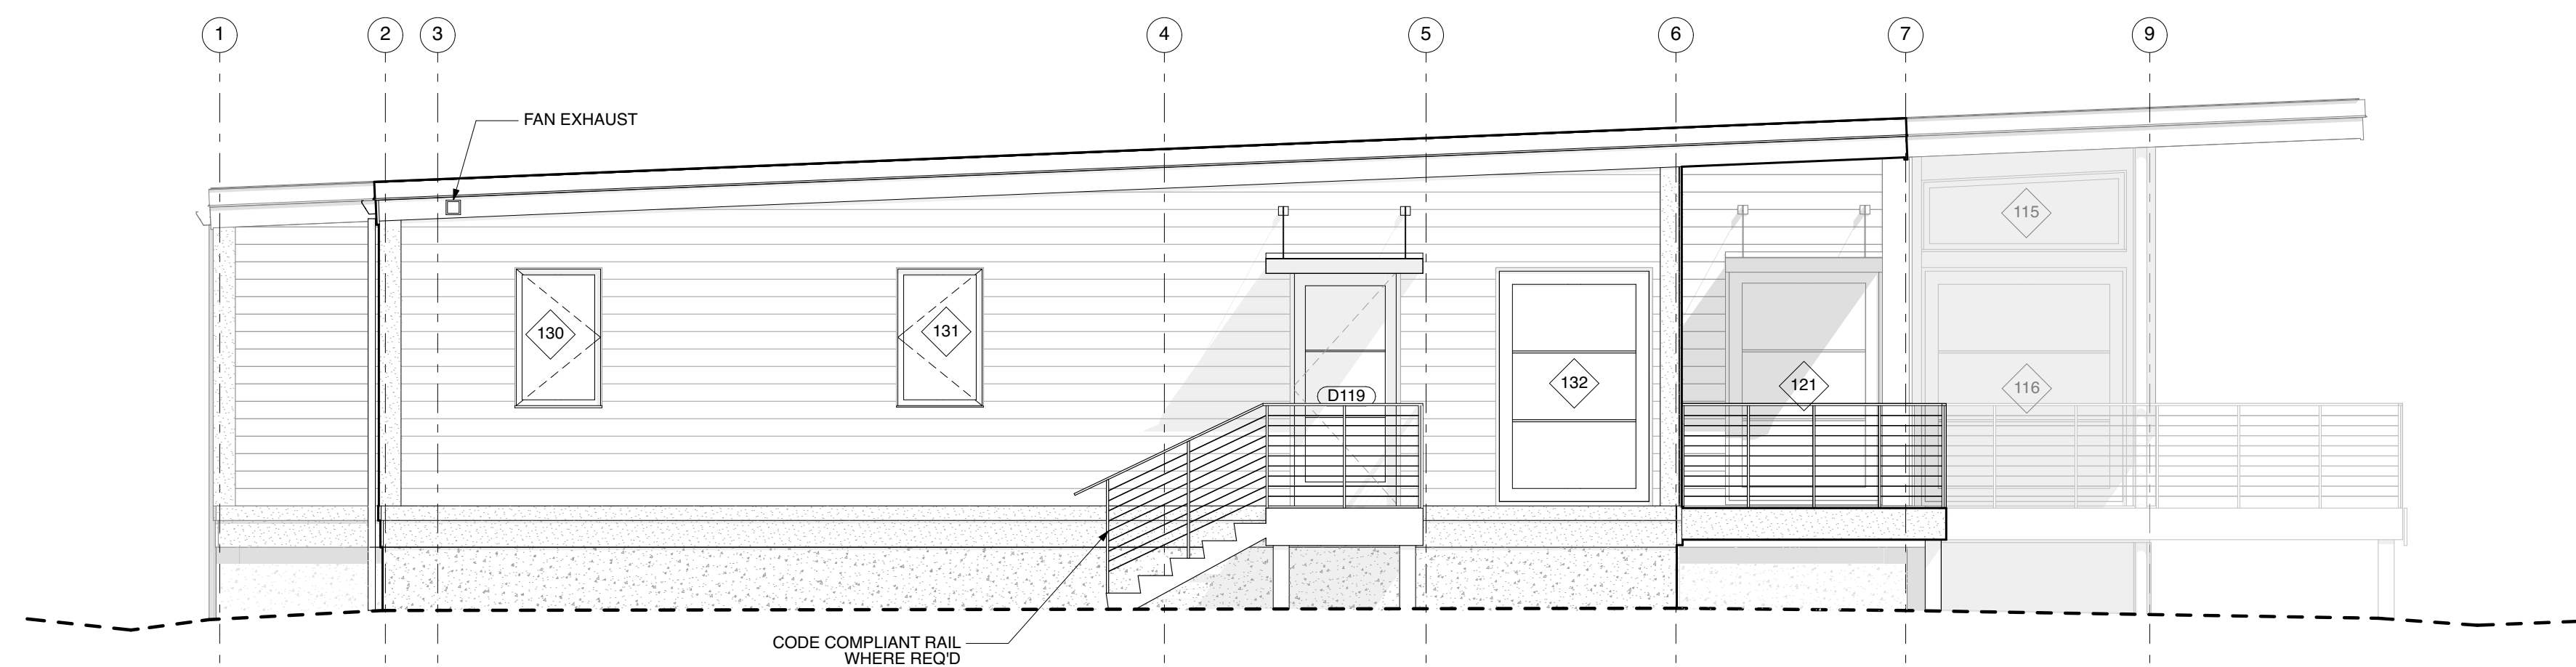 1 2 3 4 5 6 7 9
FAN EXHAUST
115
130 131 132 121 116
D119
CODE COMPLIANT RAIL
WHERE REQ'D